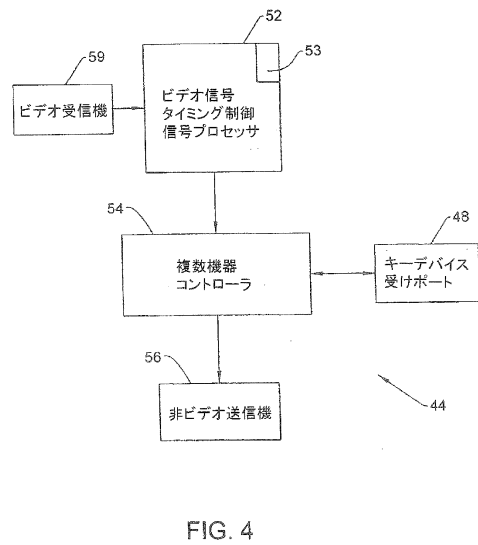 52
53
59
ビデオ受信機
ビデオ信号
タイミング制御
信号プロセッサ
54
複数機器
コントローラ
48
キーデバイス
受けポート
56
非ビデオ送信機
44
FIG. 4